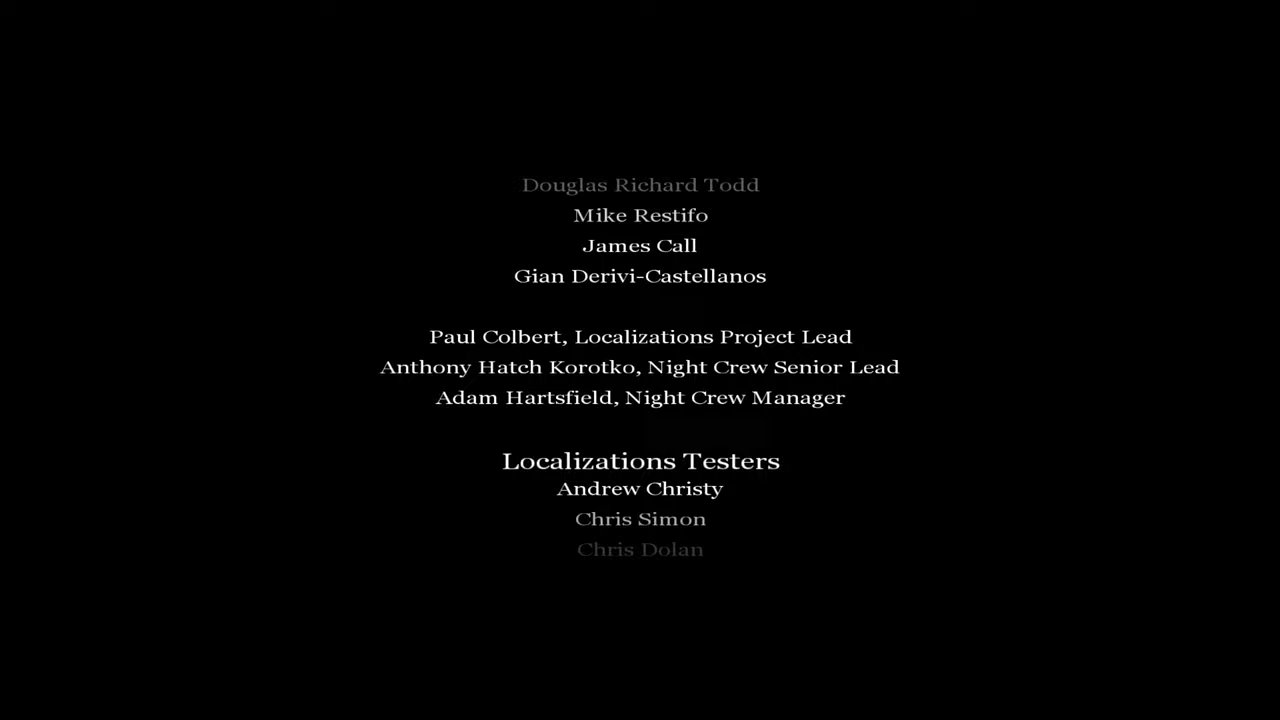 Douglas Richard Todd
Mike Restifo
James Call
Gian Derivi-Castellanos
Paul Colbert, Localizations Project Lead
Anthony Hatch Korotko, Night Crew Senior Lead
Adam Hartsfield, Night Crew Manager
Localizations Testers
Andrew Christy
Chris Simon
Chris Dolan